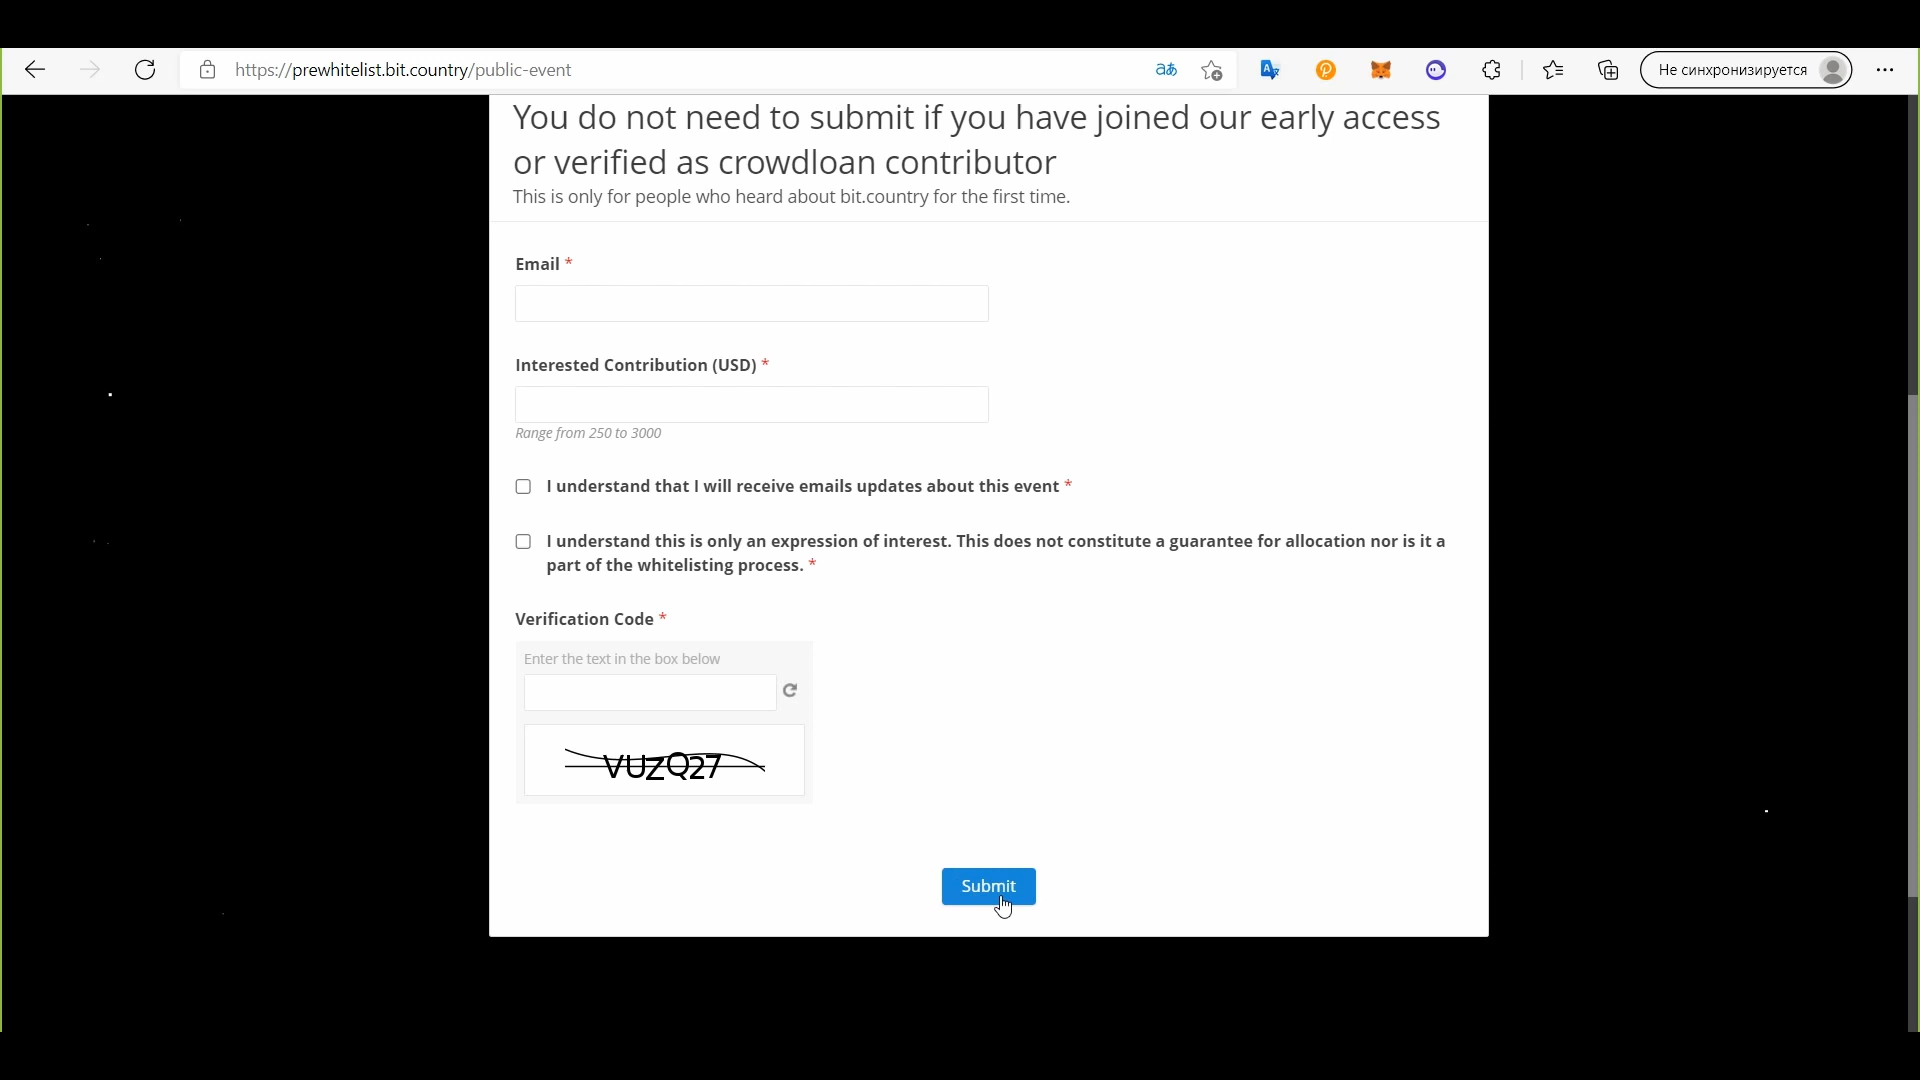 https://prewhitelist.bit.country/public-event
aあ
Не синхронизируется
You do not need to submit if you have joined our early access
or verified as crowdloan contributor
This is only for people who heard about bit.country for the first time.
Email *
Interested Contribution (USD) *
Range from 250 to 3000
I understand that I will receive emails updates about this event *
I understand this is only an expression of interest. This does not constitute a guarantee for allocation nor is it a
part of the whitelisting process. *
Verification Code *
Enter the text in the box below
VUZQ27
Submit